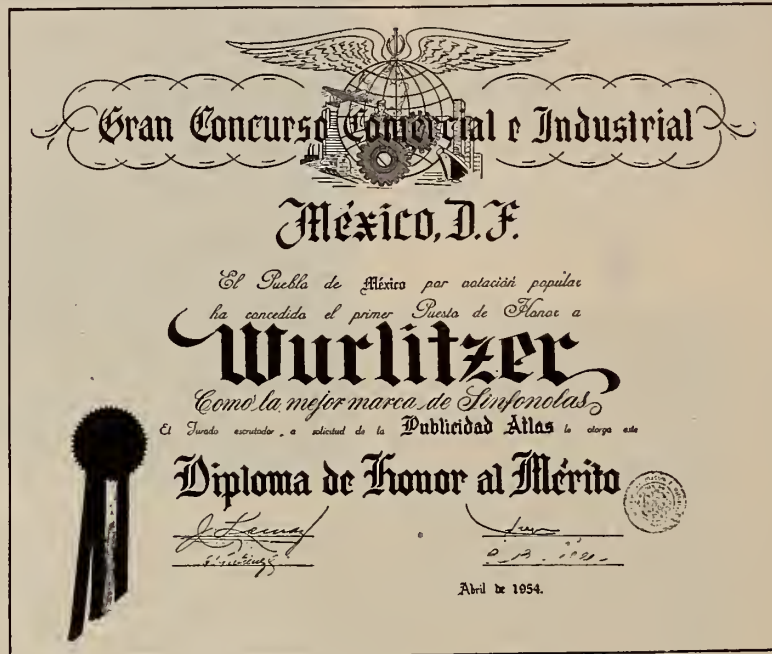 Gran Concurso Comercial e Industrial
México, D.F.
El Pueblo de México por votación popular
ha concedido el primer Puesto de Honor a
Wurlitzer
Como la mejor marca de Sinfonolas
El Jurado escrutador, a solicitud de la Publicidad Atlas le otorga este
Diploma de Honor al Mérito
Abril de 1954.